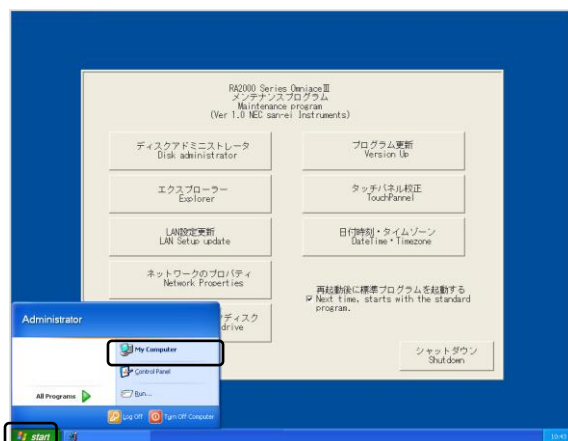 RA2000 Series OmniaceⅢ
メンテナンスプログラム
Maintenance program
(Ver 1.0 NEC san-ei Instruments)
ディスクアドミニストレータ
Disk administrator
プログラム更新
Version Up
エクスプローラー
Explorer
タッチパネル校正
TouchPannel
LAN設定更新
LAN Setup update
日付時刻・タイムゾーン
DateTime・Timezone
ネットワークのプロパティ
Network Properties
再起動後に標準プログラムを起動する
Next time, starts with the standard
program.
ディスク
drive
シャットダウン
Shutdown
Administrator
My Computer
Control Panel
Run...
All Programs
Log Off
Turn Off Computer
start
10:43